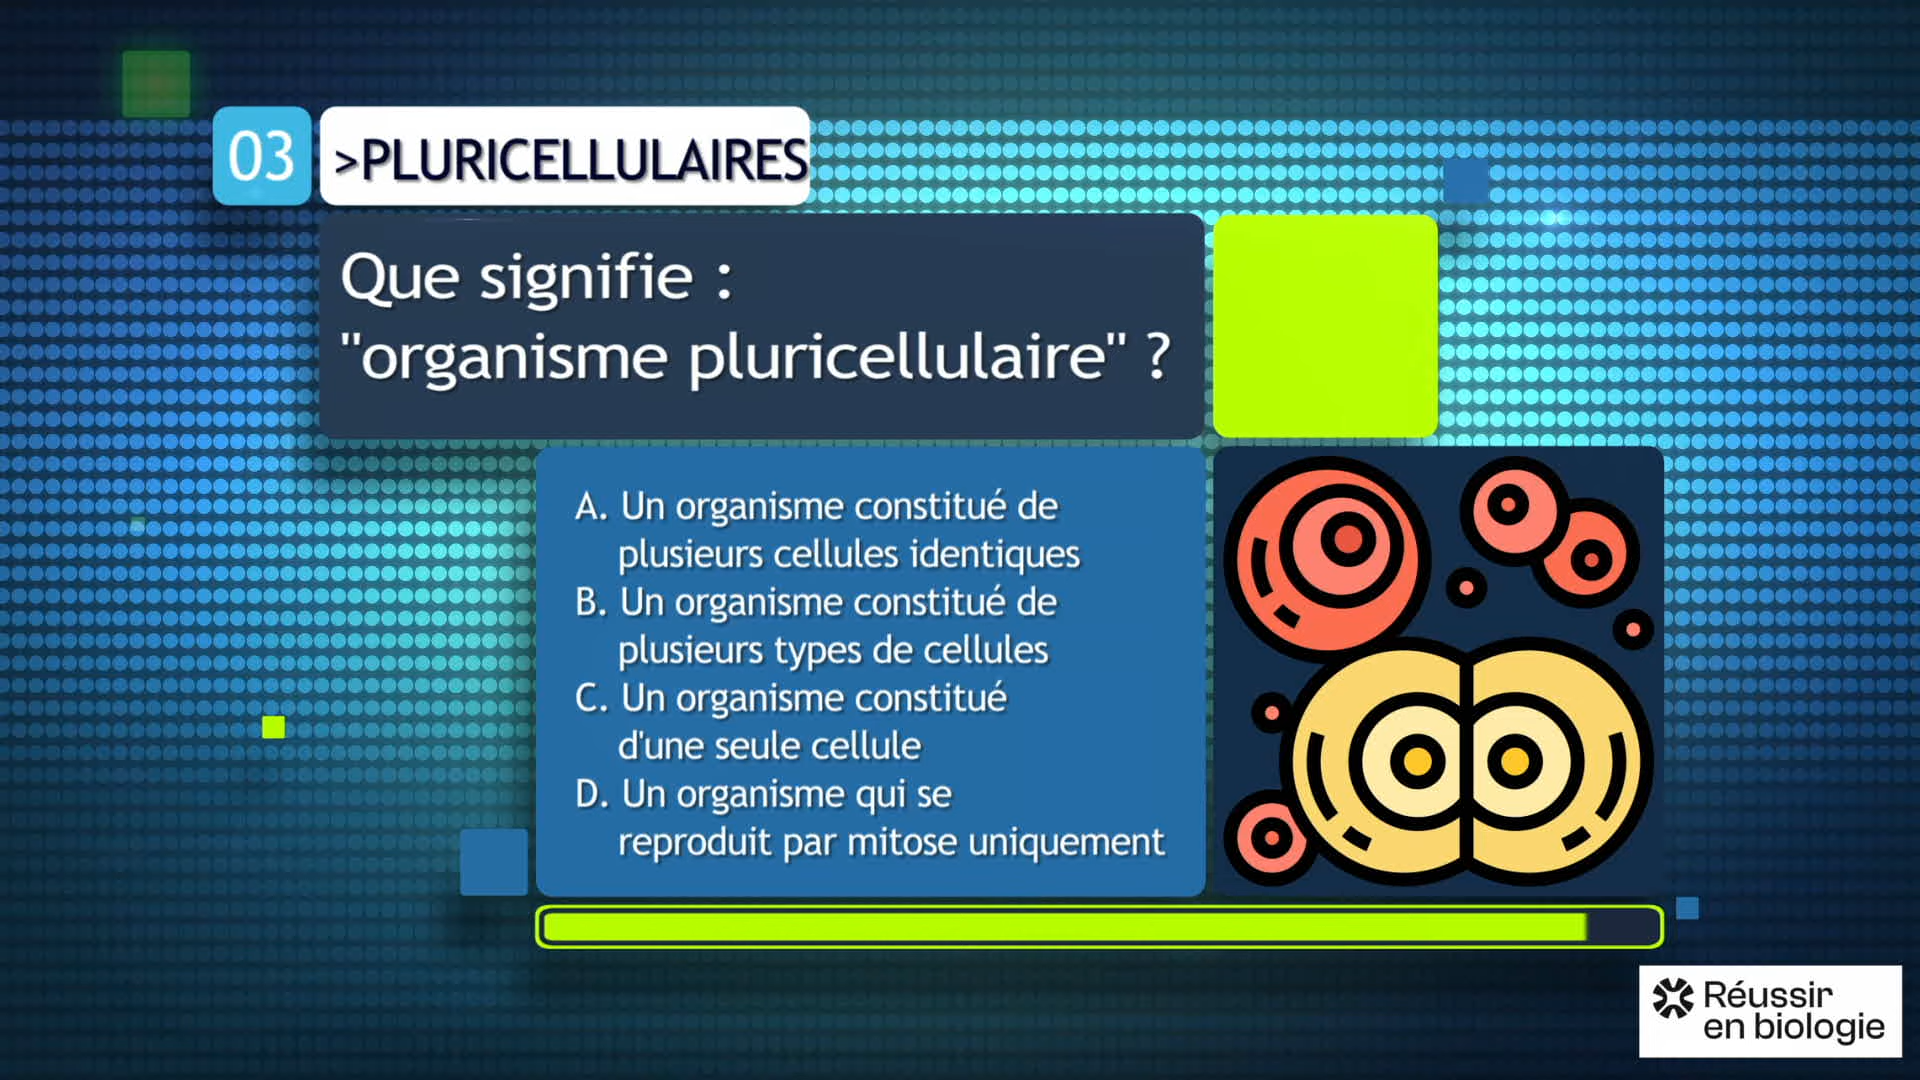 03
>PLURICELLULAIRES
Que signifie :
"organisme pluricellulaire" ?
A. Un organisme constitué de
plusieurs cellules identiques
B. Un organisme constitué de
plusieurs types de cellules
C. Un organisme constitué
d'une seule cellule
D. Un organisme qui se
reproduit par mitose uniquement
Réussir
en biologie